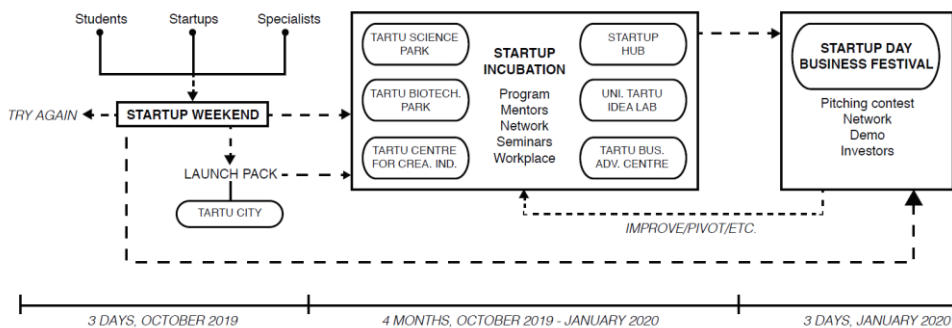 Students
Startups
Specialists
TRY AGAIN
STARTUP WEEKEND
LAUNCH PACK
TARTU CITY
TARTU SCIENCE
PARK
TARTU BIOTECH.
PARK
TARTU CENTRE
FOR CREA. IND.
STARTUP
INCUBATION
Program
Mentors
Network
Seminars
Workplace
STARTUP
HUB
UNI. TARTU
IDEA LAB
TARTU BUS.
ADV. CENTRE
STARTUP DAY
BUSINESS FESTIVAL
Pitching contest
Network
Demo
Investors
IMPROVE/PIVOT/ETC.
3 DAYS, OCTOBER 2019
4 MONTHS, OCTOBER 2019 - JANUARY 2020
3 DAYS, JANUARY 2020